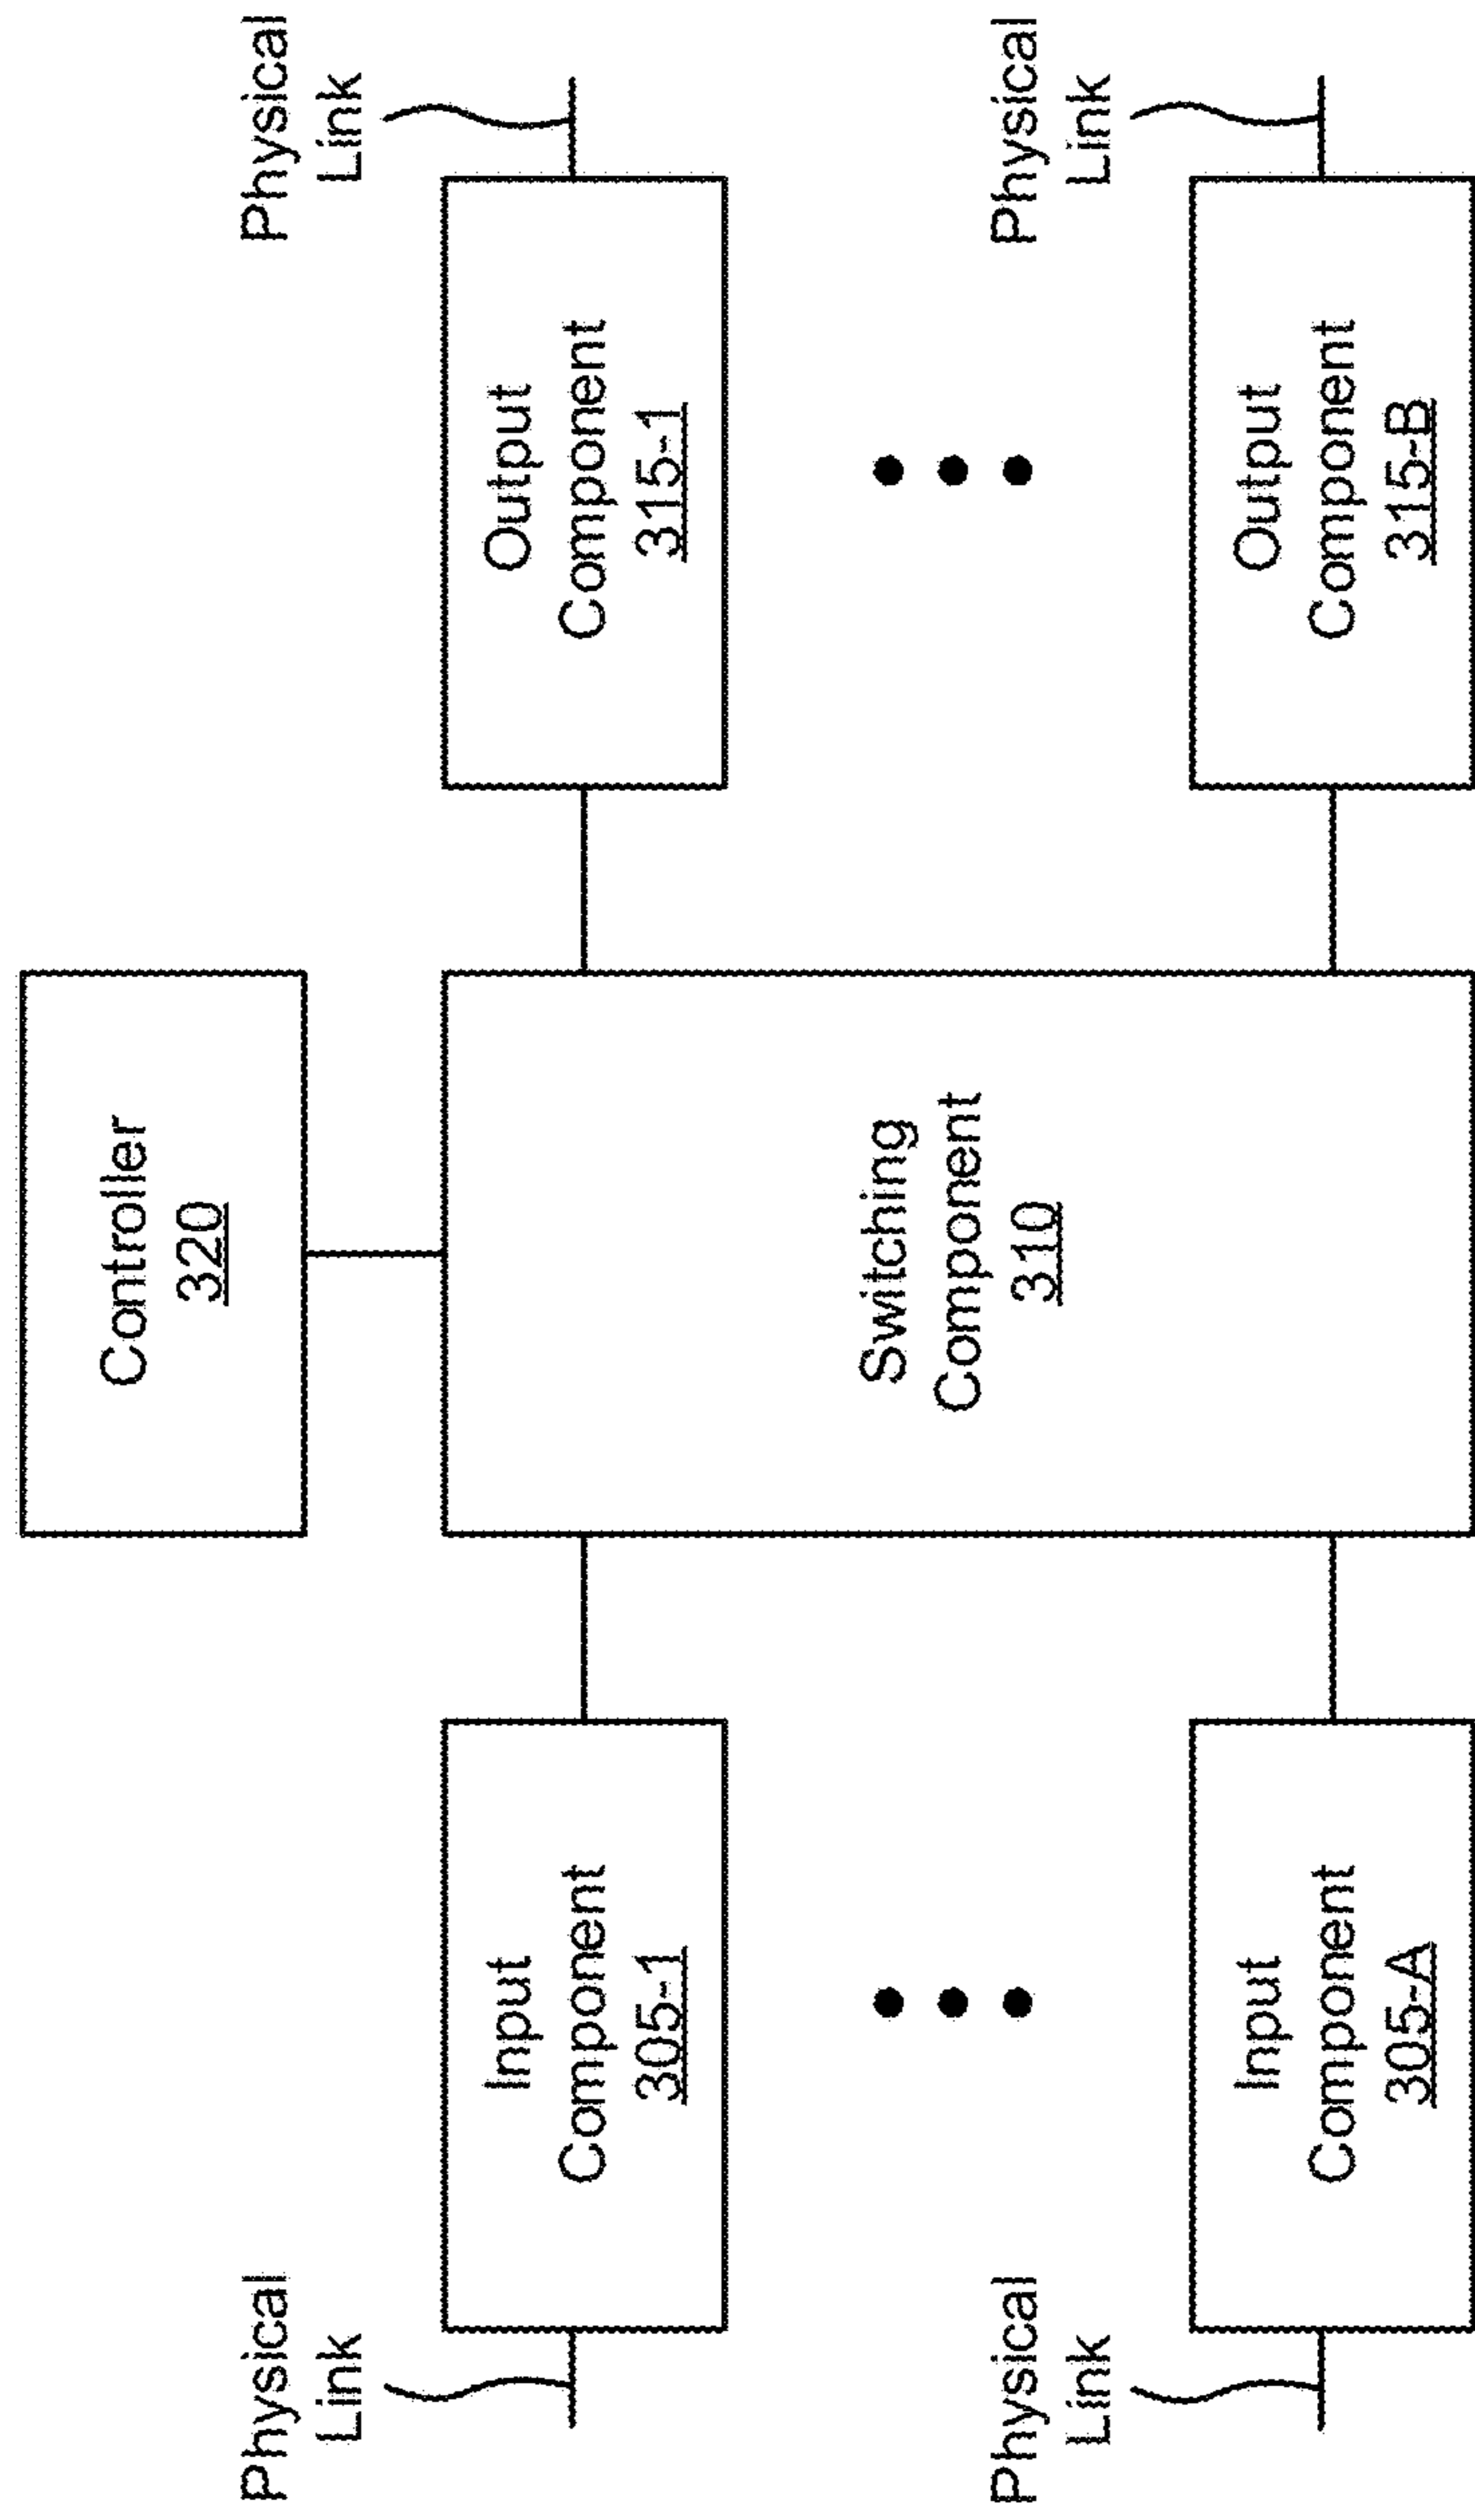 Controller
320
Physical
Link
Input
Component
305-1
Switching
Component
310
Output
Component
315-1
Physical
Link
Physical
Link
Input
Component
305-A
Output
Component
315-B
Physical
Link